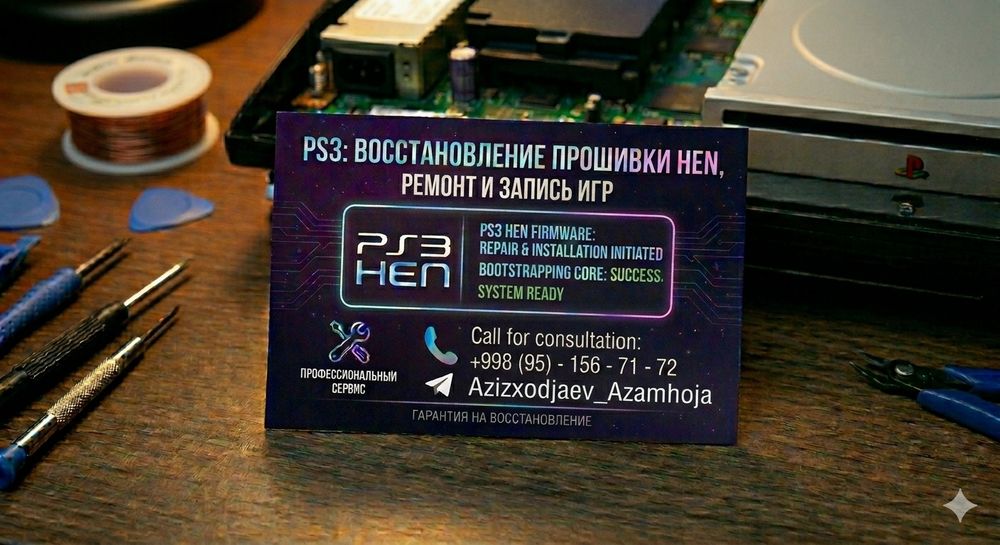 PS3: ВОССТАНОВЛЕНИЕ ПРОШИВКИ HEN,
РЕМОНТ И ЗАПИСЬ ИГР
PS3
HEN
PS3 HEN FIRMWARE:
REPAIR & INSTALLATION INITIATED
BOOTSTRAPPING CORE: SUCCESS.
SYSTEM READY
ПРОФЕССИОНАЛЬНЫЙ
СЕРВМС
Call for consultation:
+998 (95) - 156 - 71 - 72
Azizxodjaev_Azamhoja
ГАРАНТИЯ НА ВОССТАНОВЛЕНИЕ